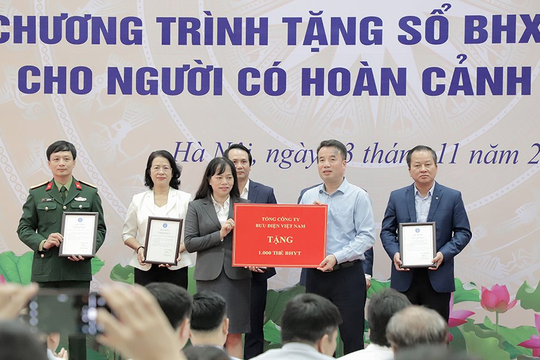 CHƯƠNG TRÌNH TẶNG SỔ BHX
CHO NGƯỜI CÓ HOÀN CẢNH
Hà Nội, ngày 3 tháng 11 năm 2
TỔNG CÔNG TY
BƯU ĐIỆN VIỆT NAM
TẶNG
1.000 THẺ BHYT